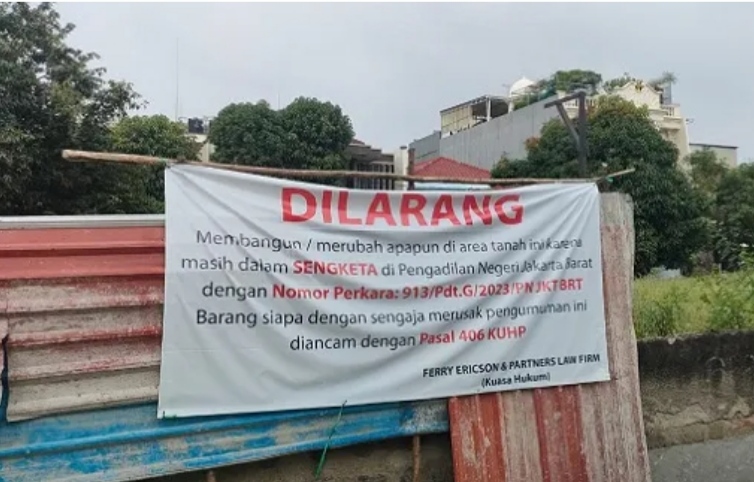 DILARANG
Membangun / merubah apapun di area tanah ini karena
masih dalam SENGKETA di Pengadilan Negeri Jakarta Barat
dengan Nomor Perkara: 913/Pdt.G/2023/PN JKTBRT
Barang siapa dengan sengaja merusak pengumuman ini
diancam dengan Pasal 406 KUHP
FERRY ERICSON & PARTNERS LAW FIRM
(Kuasa Hukum)